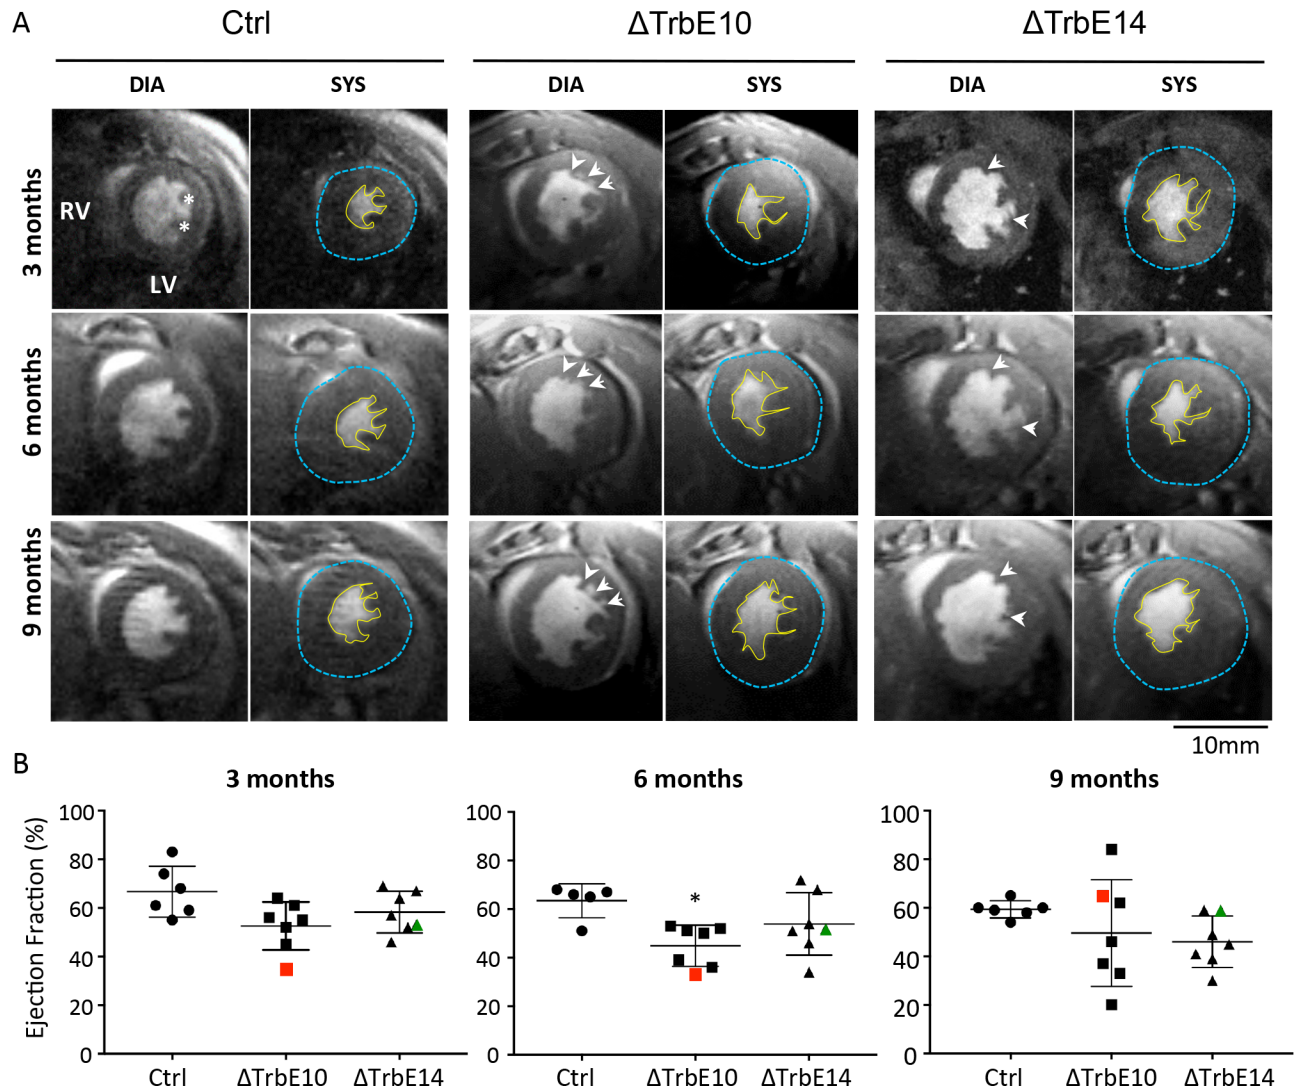 A
Ctrl
ΔTrbE10
ΔTrbE14
DIA
SYS
DIA
SYS
DIA
SYS
3 months
RV
*
*
LV
6 months
9 months
10mm
B
3 months
6 months
9 months
Ejection Fraction (%)
100
80
60
40
20
0
Ctrl
ΔTrbE10
ΔTrbE14
100
80
60
40
20
0
*
Ctrl
ΔTrbE10
ΔTrbE14
100
80
60
40
20
0
Ctrl
ΔTrbE10
ΔTrbE14